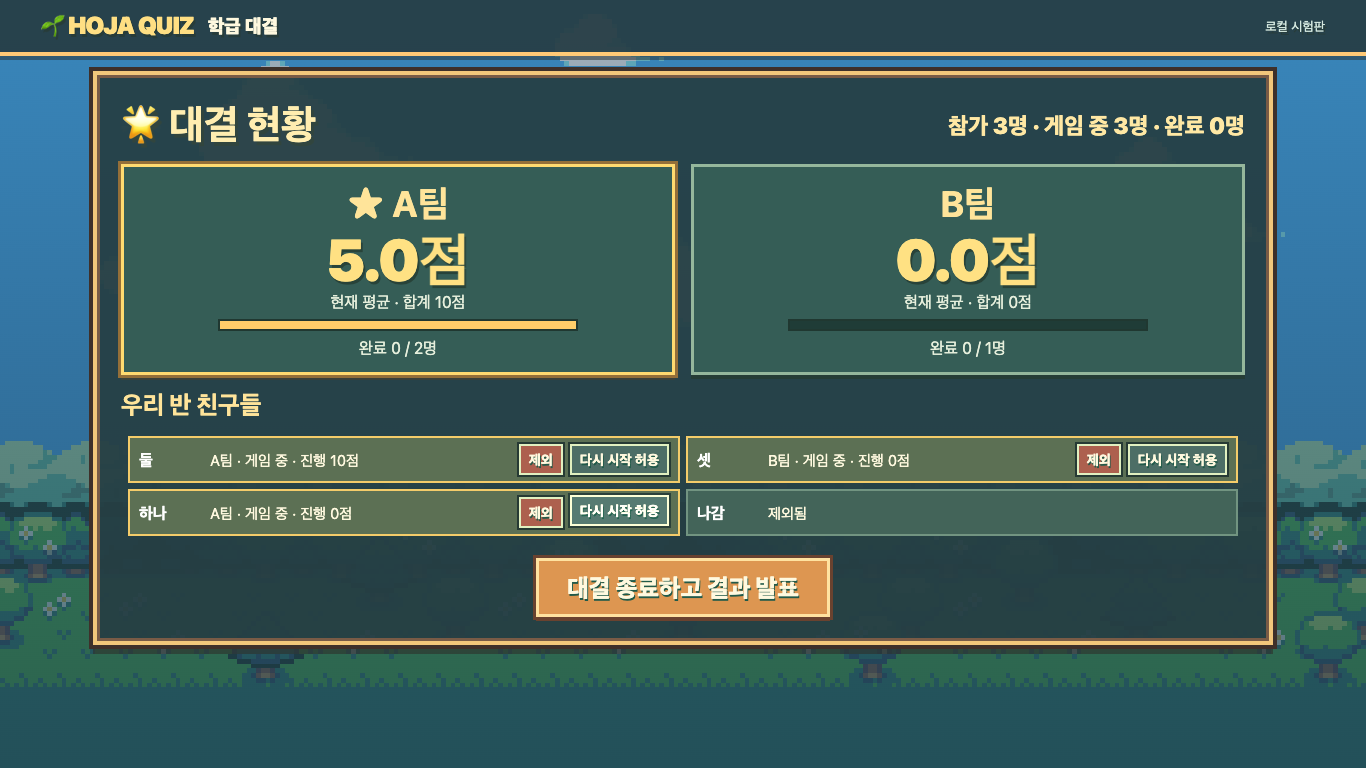 HOJA QUIZ 학급 대결
로컬 시험판
대결 현황
참가 3명 · 게임 중 3명 · 완료 0명
A팀
5.0점
현재 평균 · 합계 10점
완료 0 / 2명
B팀
0.0점
현재 평균 · 합계 0점
완료 0 / 1명
우리 반 친구들
둘 A팀 · 게임 중 · 진행 10점 제외 다시 시작 허용
셋 B팀 · 게임 중 · 진행 0점 제외 다시 시작 허용
하나 A팀 · 게임 중 · 진행 0점 제외 다시 시작 허용
나감 제외됨
대결 종료하고 결과 발표